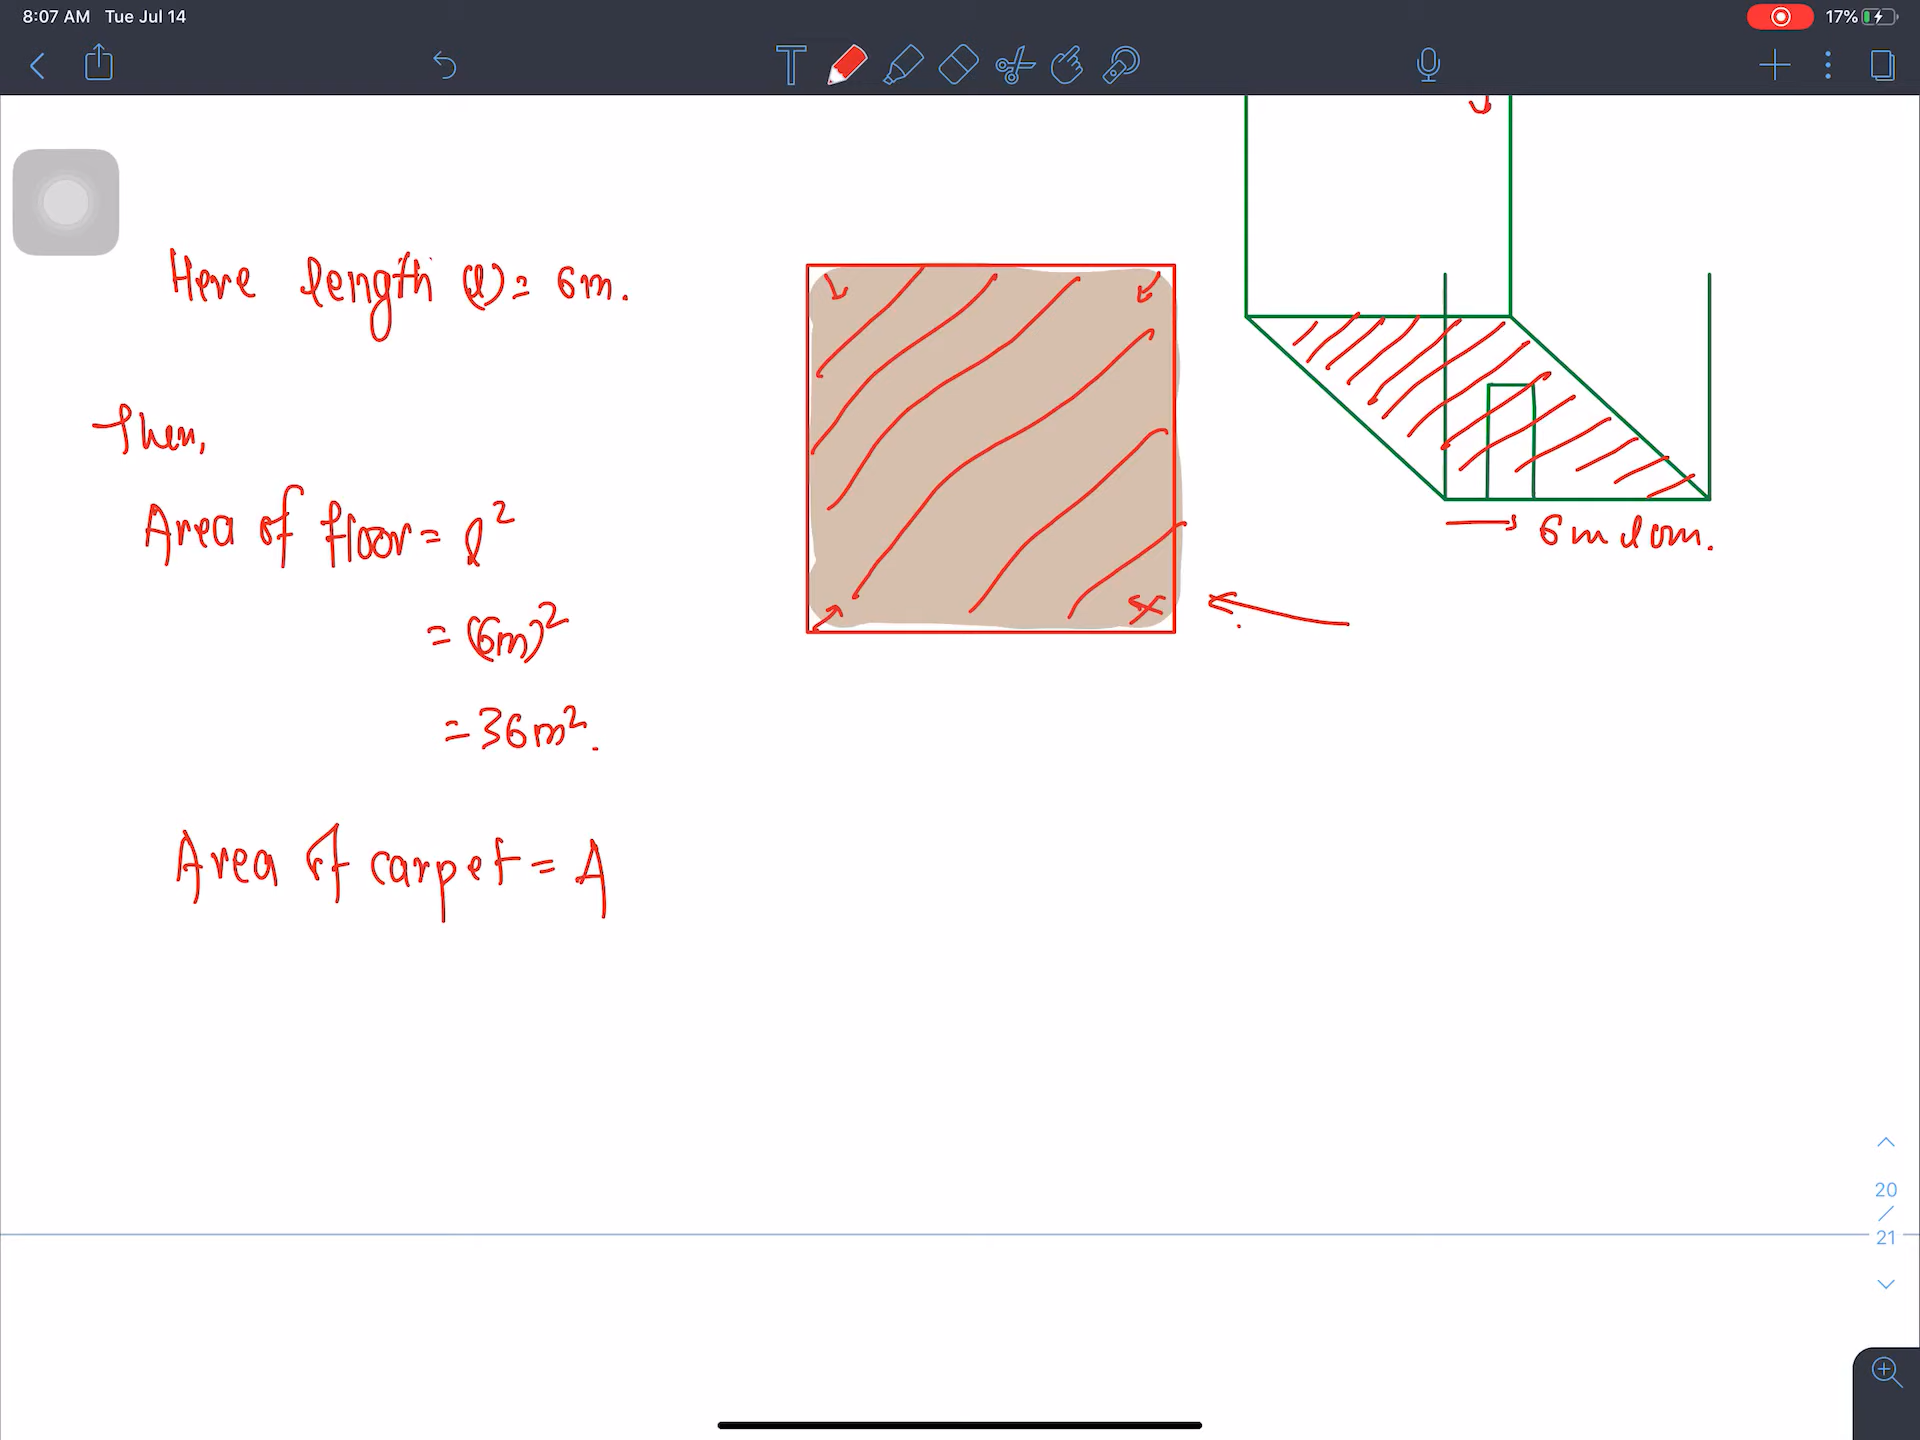 8:07 AM Tue Jul 14
17%
T
Here length (l) = 6m.
Then,
Area of floor = l²
= (6m)²
= 36m².
Area of carpet = A
6m
20
/
21